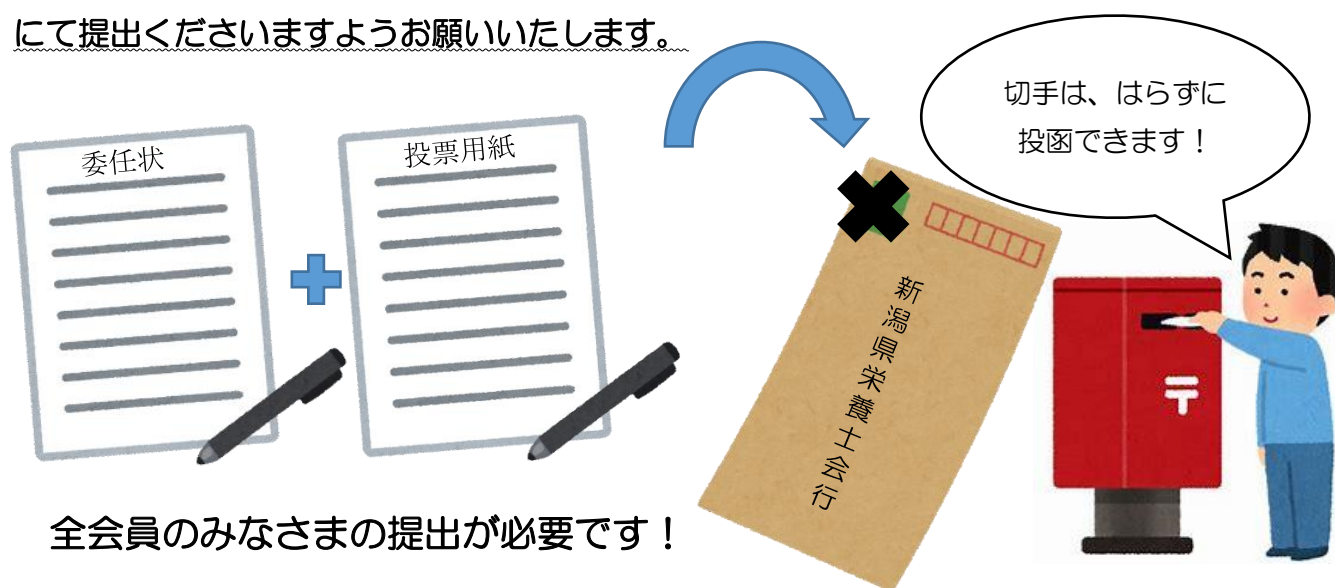 にて提出くださいますようお願いいたします。
委任状
投票用紙
切手は、はらずに
投函できます！
新潟県栄養士会行
全会員のみなさまの提出が必要です！